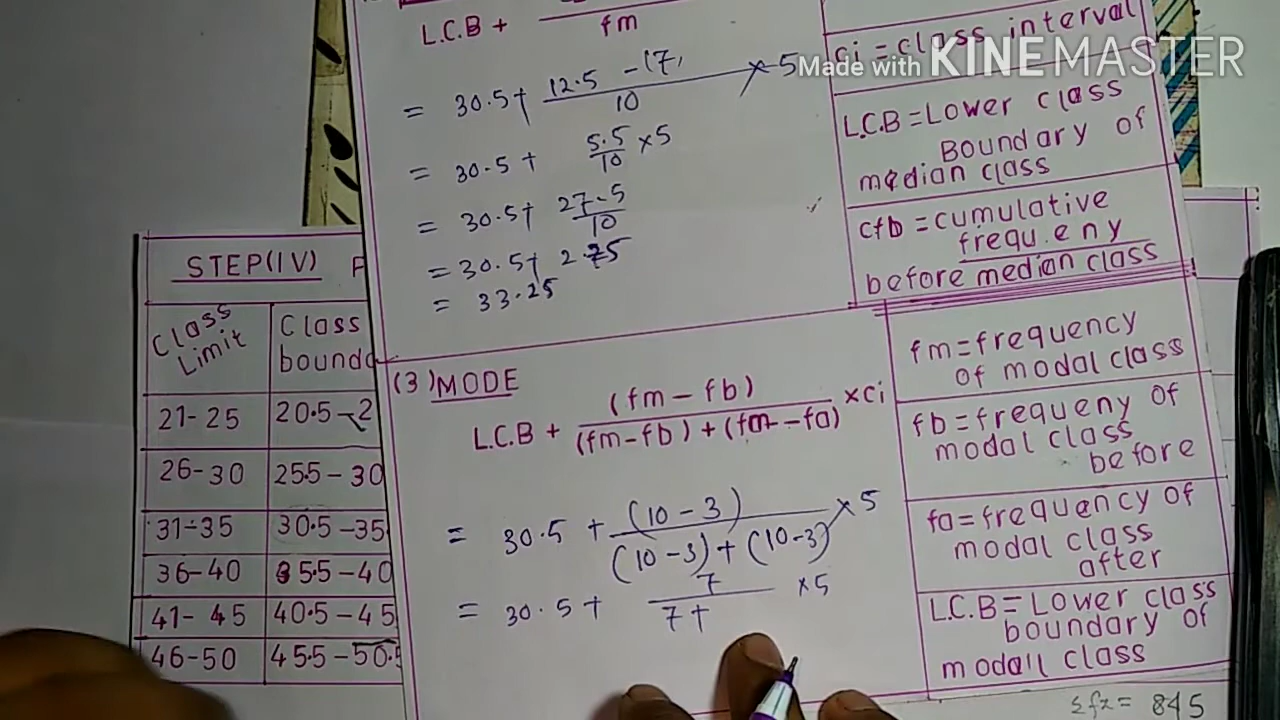 L.C.B + fm
= 30.5+ 12.5 - (7) / 10 × 5
= 30.5+ 5.5/10 ×5
= 30.5+ 27.5/10
= 30.5+ 2.75
= 33.25
(3) MODE
L.C.B + (fm - fb) / (fm-fb) + (fm - fa) × ci
= 30.5 + (10-3) / (10-3) + (10-3) × 5
= 30.5 + 7 / 7+ ×5
Made with KINEMASTER
ci = class interval
L.C.B = Lower class
Boundary of
median class
cfb = cumulative
frequ.eny
before median class
fm = frequency
of modal class
fb = frequeny of
modal class
before
fa = frequency of
modal class
after
L.C.B = Lower class
boundary of
modall class
Σfx = 845
STEP(IV)
Class Limit
Class bound
21-25 20.5-2
26-30 25.5-30
31-35 30.5-35
36-40 35.5-40
41-45 40.5-45
46-50 45.5-50.5